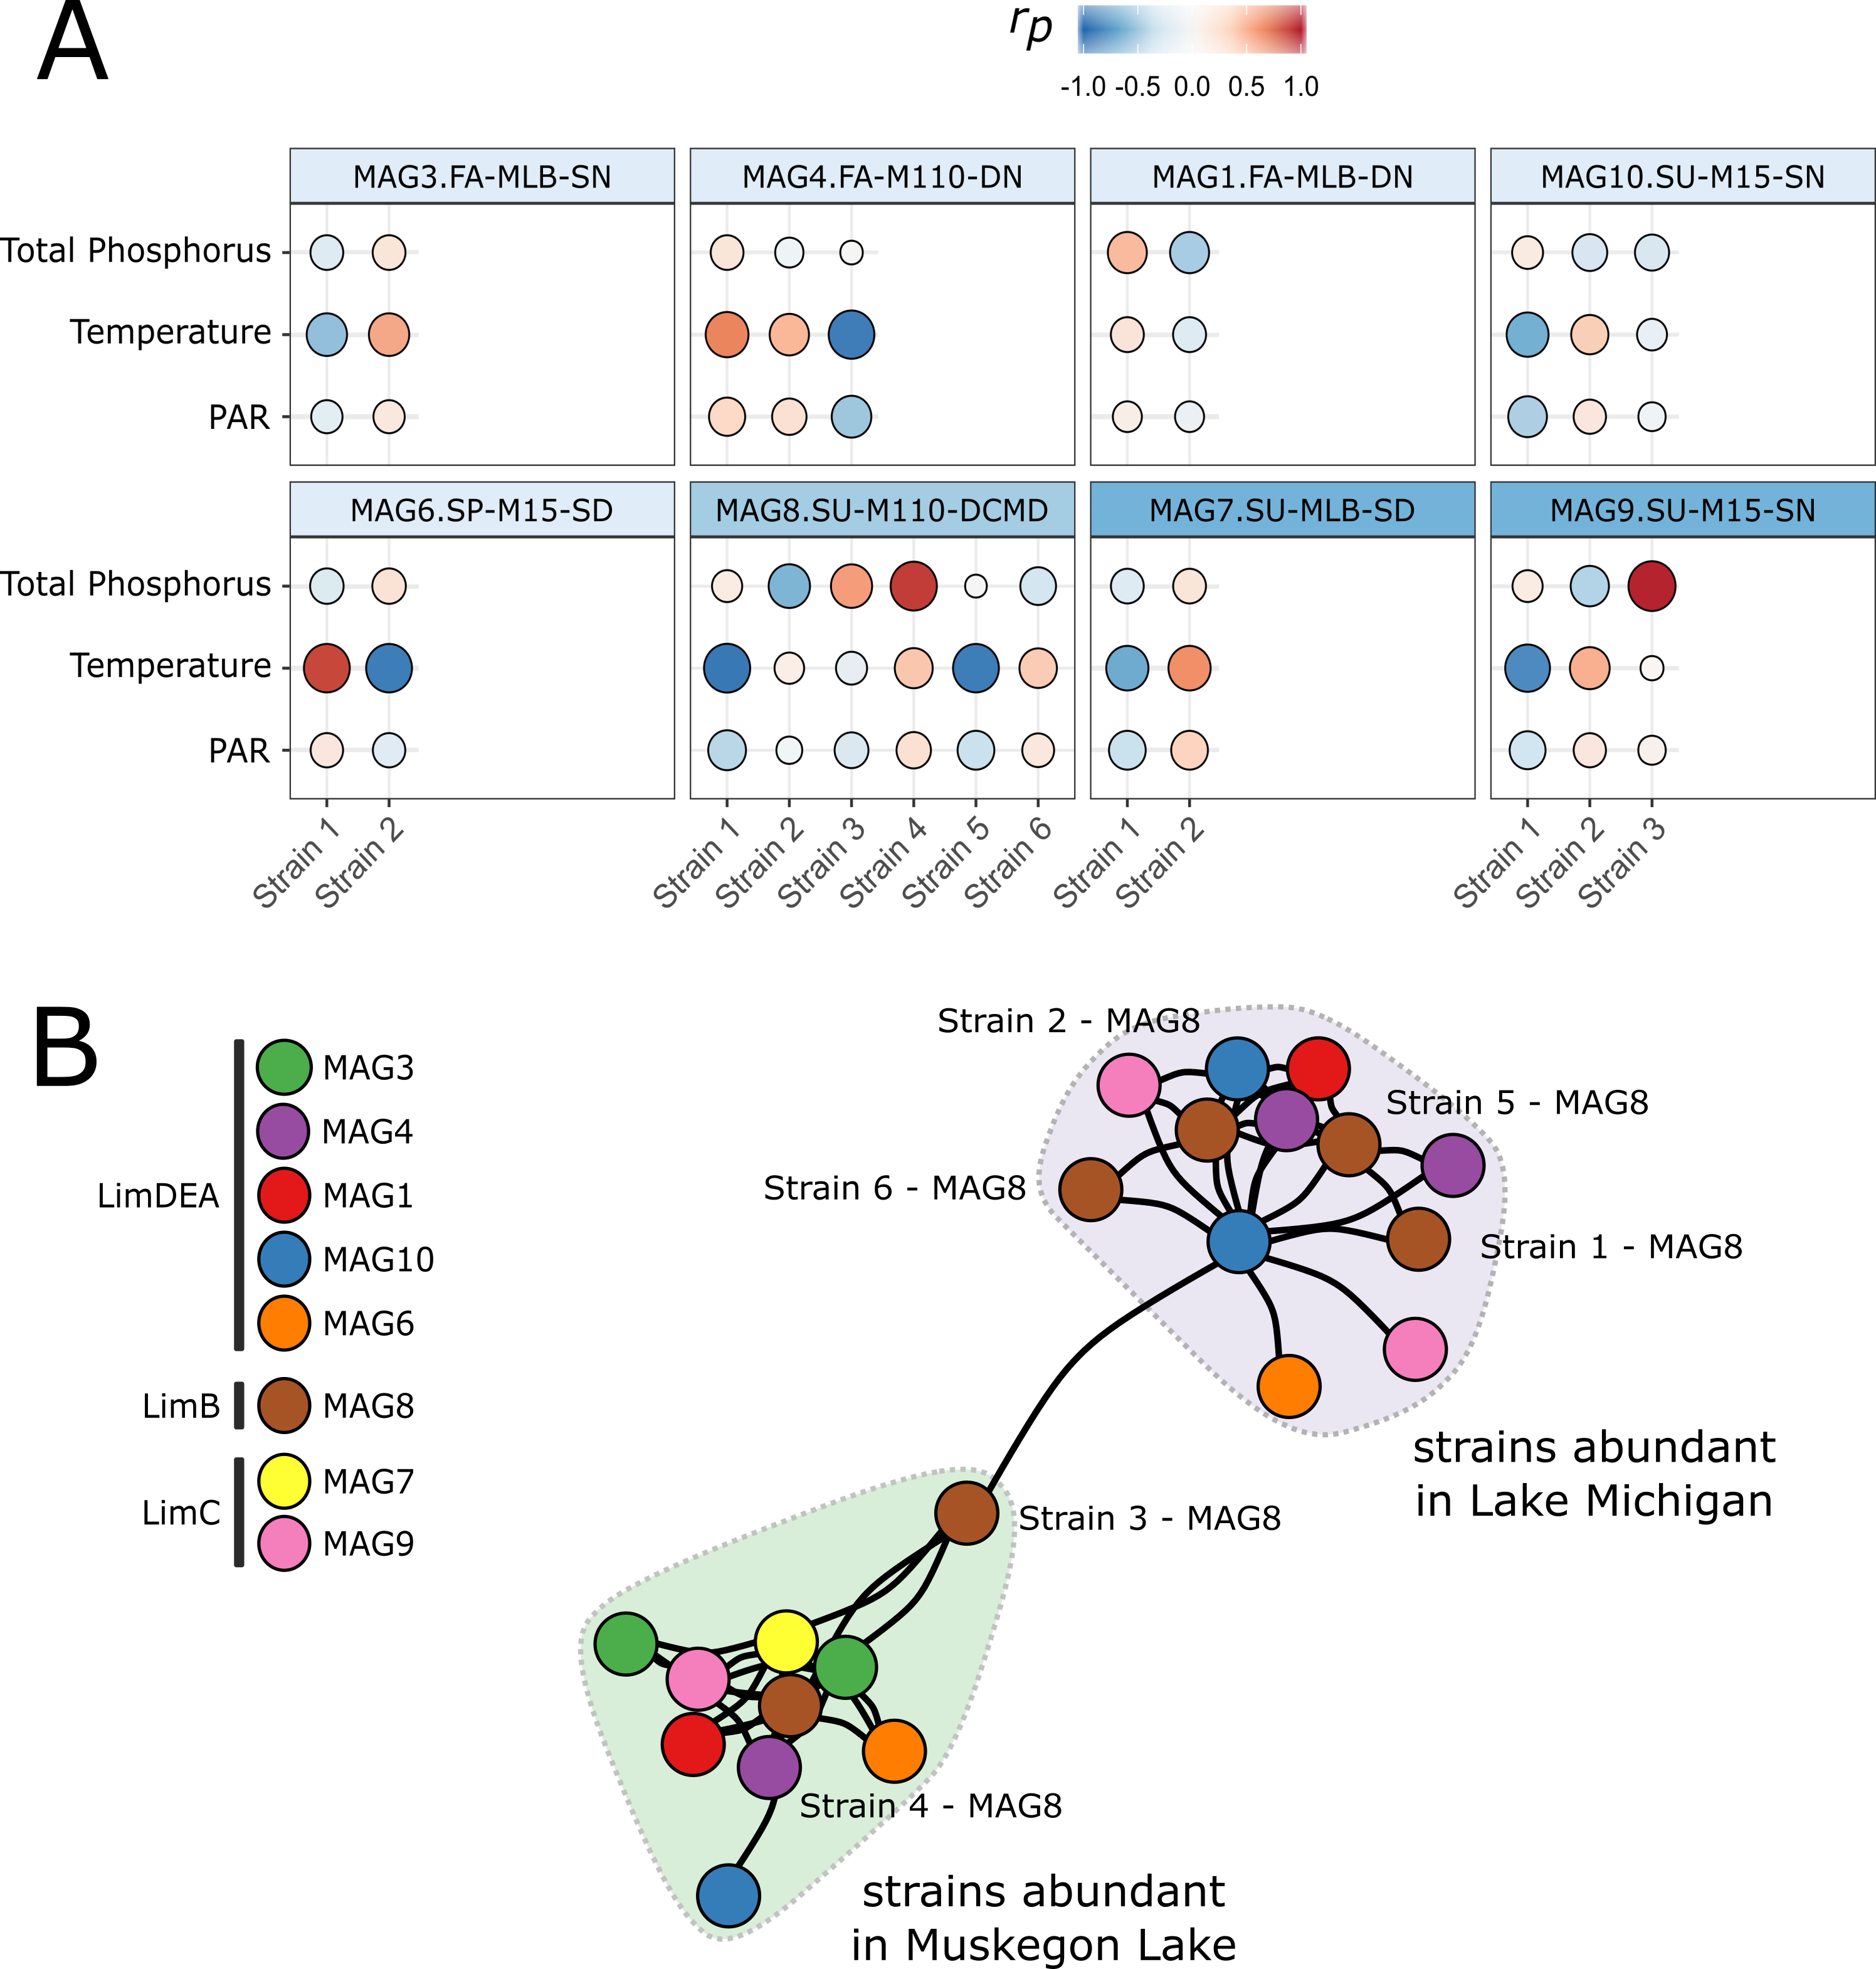 A
rp
-1.0 -0.5 0.0 0.5 1.0
MAG3.FA-MLB-SN
MAG4.FA-M110-DN
MAG1.FA-MLB-DN
MAG10.SU-M15-SN
Total Phosphorus
Temperature
PAR
MAG6.SP-M15-SD
MAG8.SU-M110-DCMD
MAG7.SU-MLB-SD
MAG9.SU-M15-SN
Total Phosphorus
Temperature
PAR
Strain 1
Strain 2
Strain 1
Strain 2
Strain 3
Strain 4
Strain 5
Strain 6
Strain 1
Strain 2
Strain 1
Strain 2
Strain 3
B
LimDEA
MAG3
MAG4
MAG1
MAG10
MAG6
LimB
MAG8
LimC
MAG7
MAG9
Strain 2 - MAG8
Strain 5 - MAG8
Strain 6 - MAG8
Strain 1 - MAG8
strains abundant
in Lake Michigan
Strain 3 - MAG8
Strain 4 - MAG8
strains abundant
in Muskegon Lake